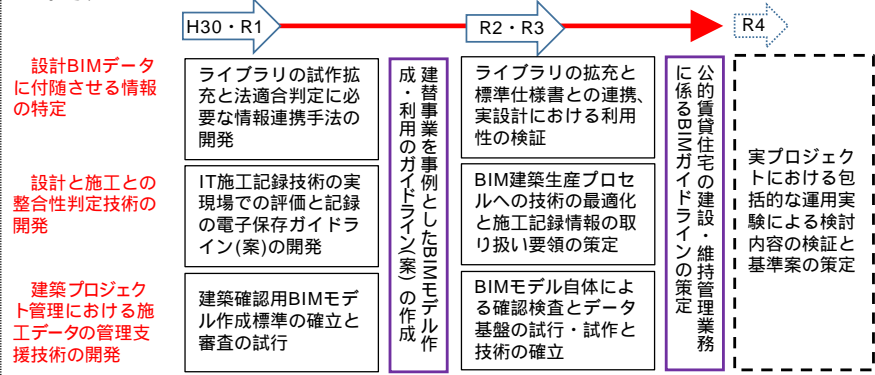 H30・R1
R2・R3
R4
設計BIMデータ
に付随させる情報
の特定
ライブラリの試作拡
充と法適合判定に必
要な情報連携手法の
開発
建替事業を事例としたBIMモデル作
成・利用のガイドライン(案)の作成
ライブラリの拡充と
標準仕様書との連携、
実設計における利用
性の検証
公的賃貸住宅の建設・維持管理業務
に係るBIMガイドラインの策定
実プロジェク
トにおける包
括的な運用実
験による検討
内容の検証と
基準案の策定
設計と施工との
整合性判定技術の
開発
IT施工記録技術の実
現場での評価と記録
の電子保存ガイドラ
イン(案)の開発
BIM建築生産プロセ
ルへの技術の最適化
と施工記録情報の取
り扱い要領の策定
建築プロジェク
ト管理における施
工データの管理支
援技術の開発
建築確認用BIMモデ
ル作成標準の確立と
審査の試行
BIMモデル自体によ
る確認検査とデータ
基盤の試行・試作と
技術の確立